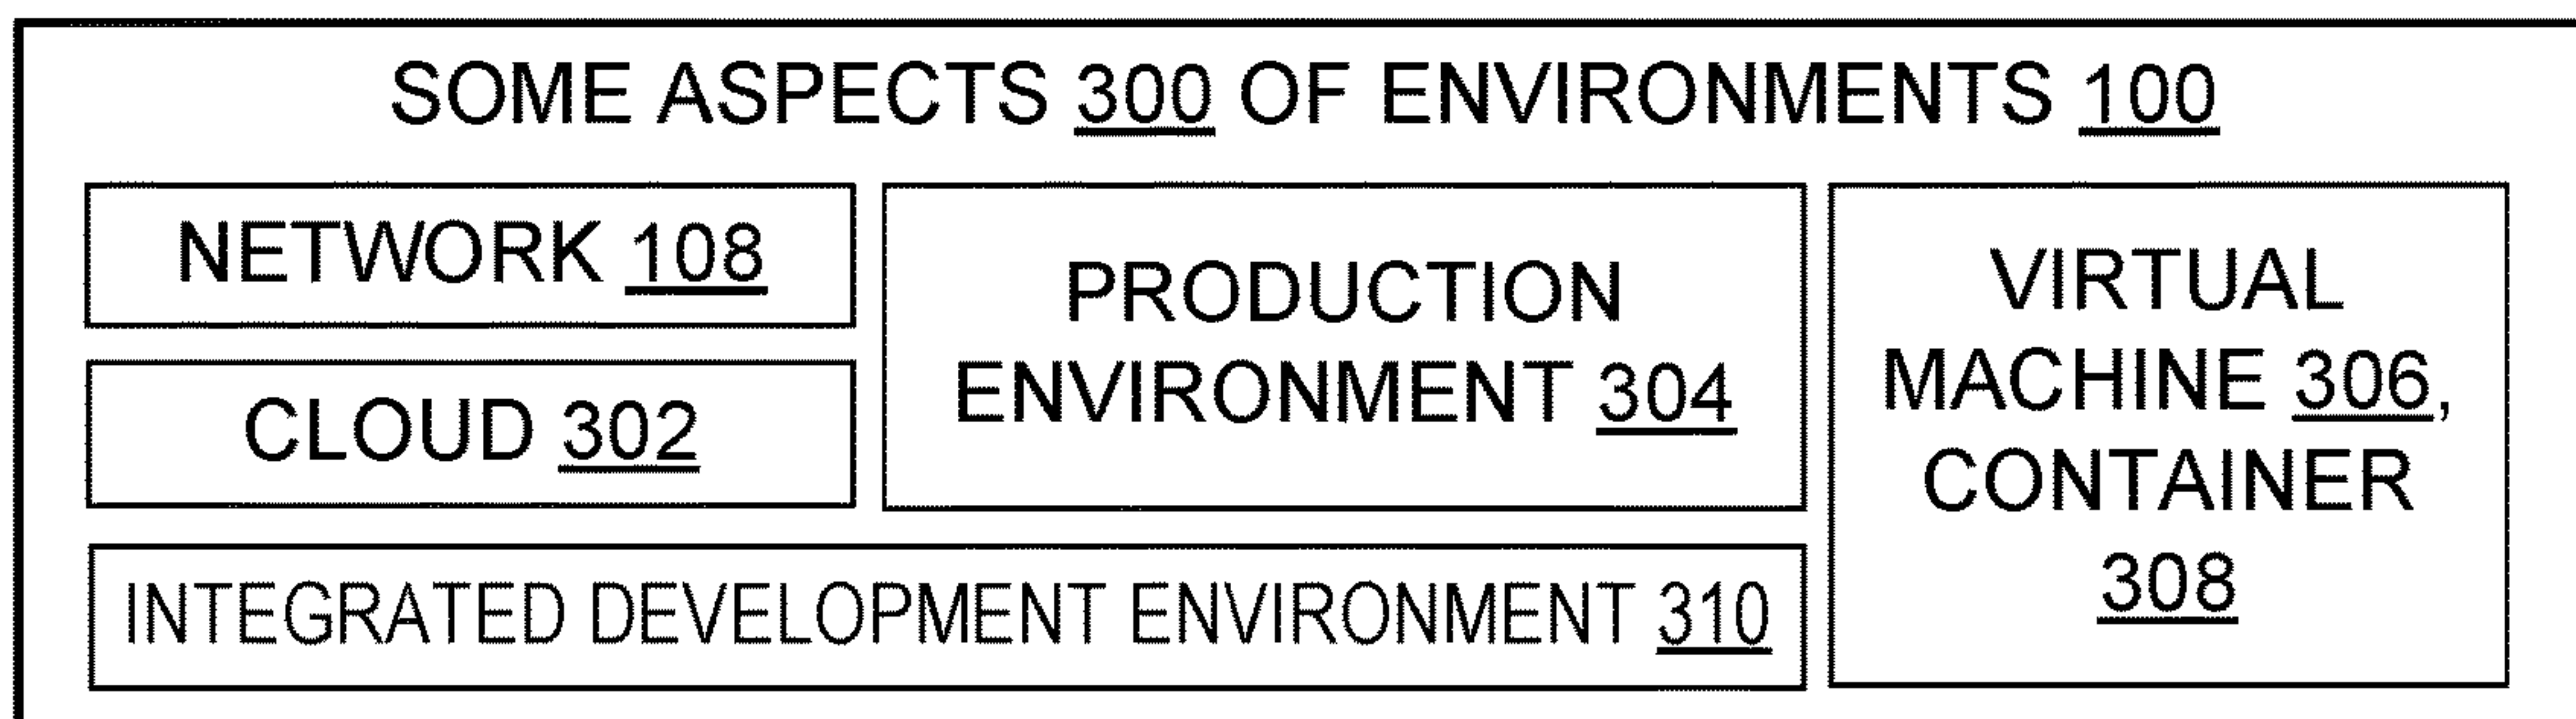 SOME ASPECTS 300 OF ENVIRONMENTS 100
NETWORK 108
CLOUD 302
PRODUCTION
ENVIRONMENT 304
VIRTUAL
MACHINE 306,
CONTAINER
308
INTEGRATED DEVELOPMENT ENVIRONMENT 310